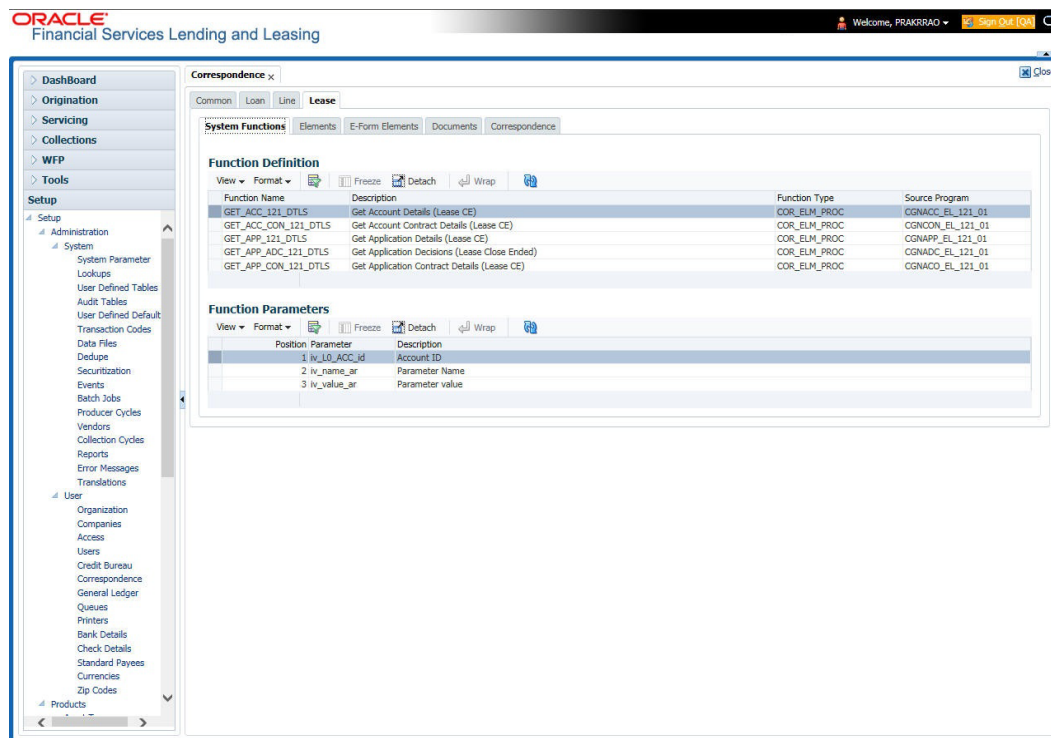 ORACLE
Financial Services Lending and Leasing
Welcome, PRAKRRAO
Sign Out [QA]
Close
DashBoard
Origination
Servicing
Collections
WFP
Tools
Setup
Setup
Administration
System
System Parameter
Lookups
User Defined Tables
Audit Tables
User Defined Default
Transaction Codes
Data Files
Dedupe
Securitization
Events
Batch Jobs
Producer Cycles
Vendors
Collection Cycles
Reports
Error Messages
Translations
User
Organization
Companies
Access
Users
Credit Bureau
Correspondence
General Ledger
Queues
Printers
Bank Details
Check Details
Standard Payees
Currencies
Zip Codes
Products
Correspondence x
Common Loan Line Lease
System Functions Elements E-Form Elements Documents Correspondence
Function Definition
View Format Freeze Detach Wrap
Function Name Description Function Type Source Program
GET_ACC_121_DTLS Get Account Details (Lease CE) COR_ELM_PROC CGNACC_EL_121_01
GET_ACC_CON_121_DTLS Get Account Contract Details (Lease CE) COR_ELM_PROC CGNCON_EL_121_01
GET_APP_121_DTLS Get Application Details (Lease CE) COR_ELM_PROC CGNAPP_EL_121_01
GET_APP_ADC_121_DTLS Get Application Decisions (Lease Close Ended) COR_ELM_PROC CGNADC_EL_121_01
GET_APP_CON_121_DTLS Get Application Contract Details (Lease CE) COR_ELM_PROC CGNACO_EL_121_01
Function Parameters
View Format Freeze Detach Wrap
Position Parameter Description
1 iv_L0_ACC_id Account ID
2 iv_name_ar Parameter Name
3 iv_value_ar Parameter value